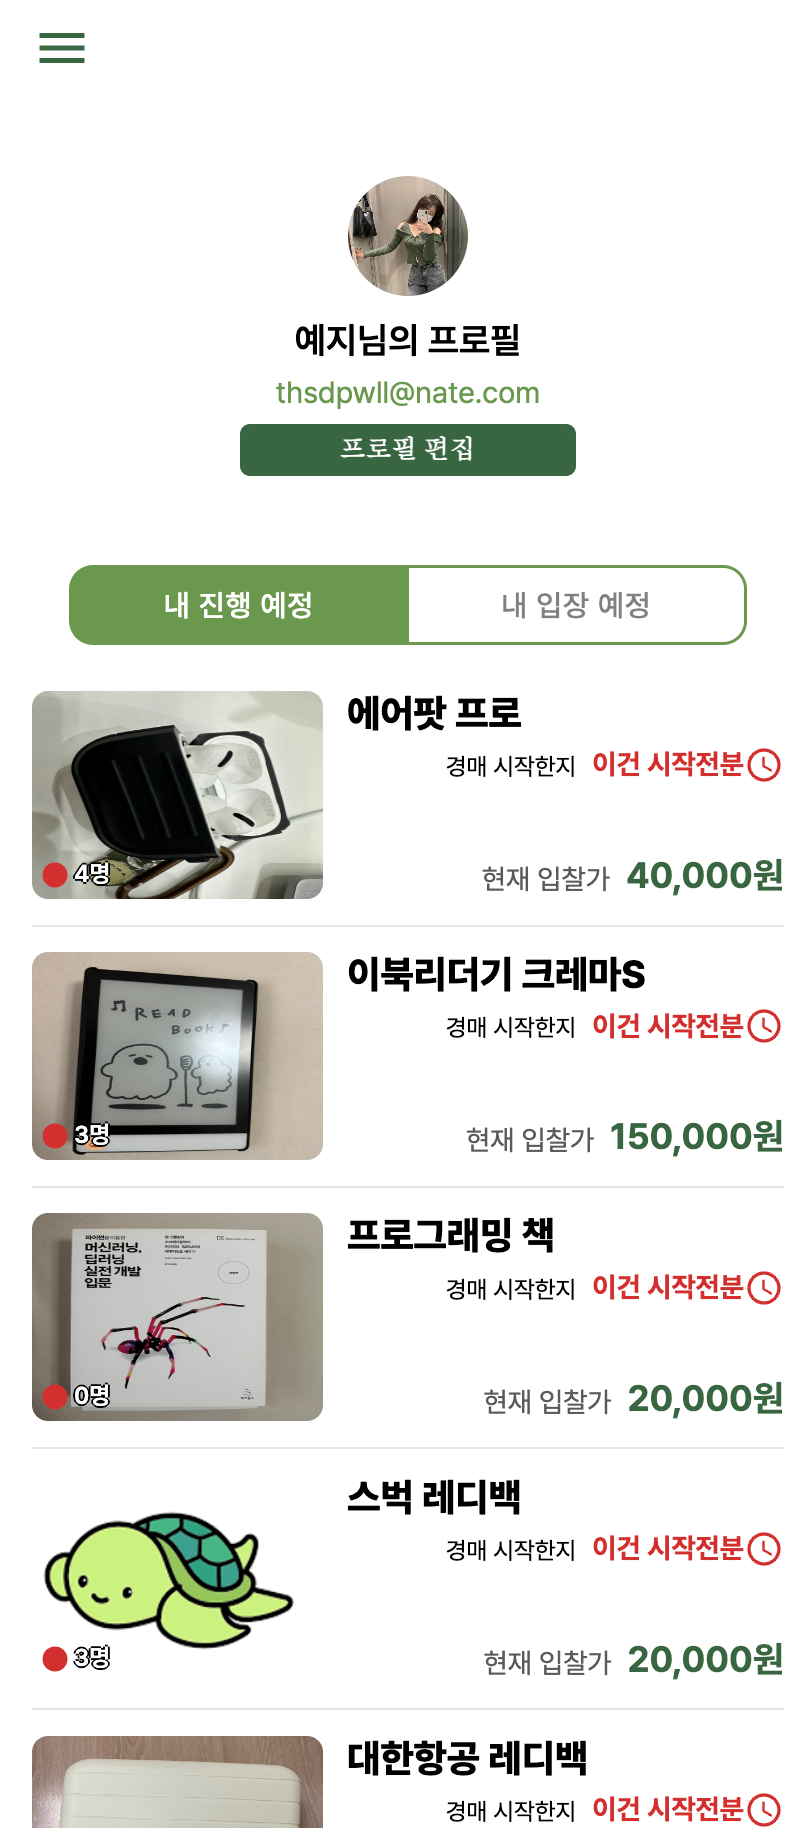 예지님의 프로필
thsdpwll@nate.com
프로필 편집
내 진행 예정
내 입장 예정
에어팟 프로
경매 시작한지 이건 시작전분
4명
현재 입찰가 40,000원
이북리더기 크레마S
경매 시작한지 이건 시작전분
READ
BOOK
3명
현재 입찰가 150,000원
프로그래밍 책
경매 시작한지 이건 시작전분
파이썬을 이용한
머신러닝,
딥러닝
실전 개발
입문
0명
현재 입찰가 20,000원
스벅 레디백
경매 시작한지 이건 시작전분
3명
현재 입찰가 20,000원
대한항공 레디백
경매 시작한지 이건 시작전분